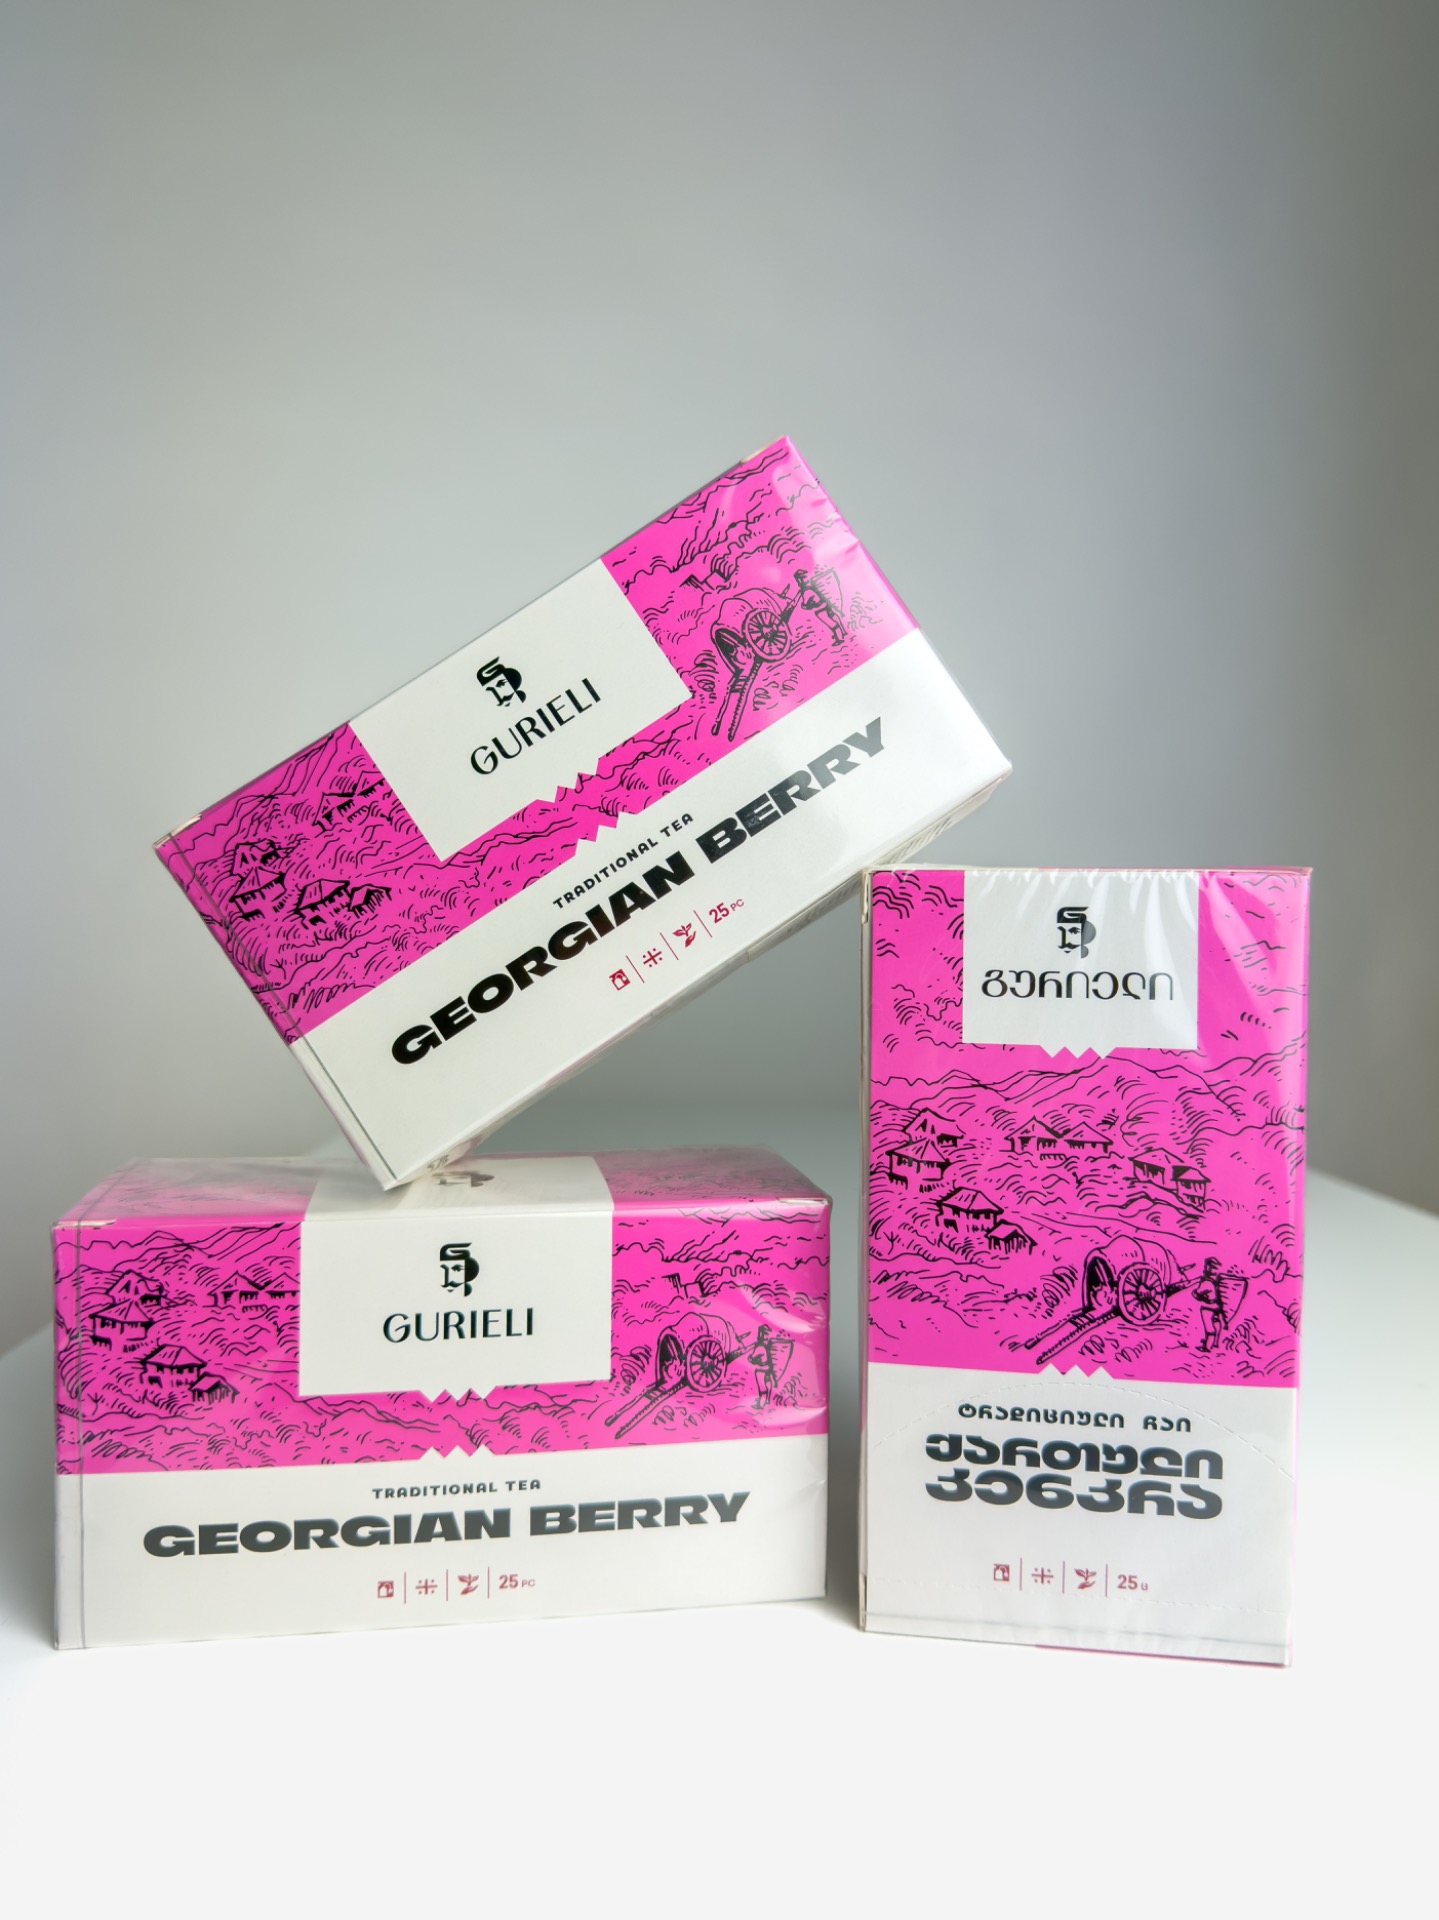 GURIELI
TRADITIONAL TEA
GEORGIAN BERRY
25 PC
GURIELI
TRADITIONAL TEA
GEORGIAN BERRY
25 PC
გურიელი
ტრადიციული ჩაი
ქართული
კენკრა
25 ც